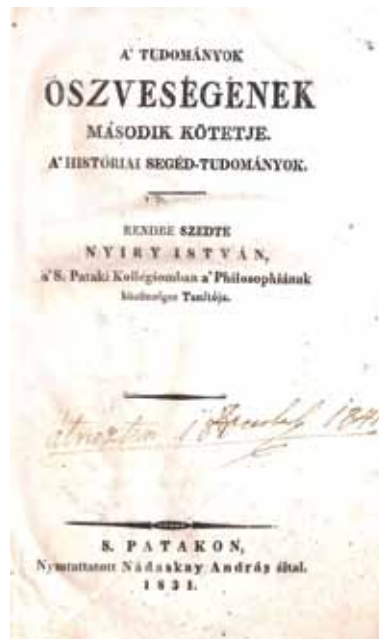 A' TUDOMÁNYOK
ÖSZVESÉGÉNEK
MÁSODIK KÖTETJE.
A' HISTÓRIAI SEGÉD-TUDOMÁNYOK.
RENDBE SZEDTE
NYIRY ISTVÁN,
a' S. Pataki Kollégiomban a' Philosophiának
közönséges Tanítója.
S. PATAKON,
Nyomtattatott Nádaskay András által.
1831.